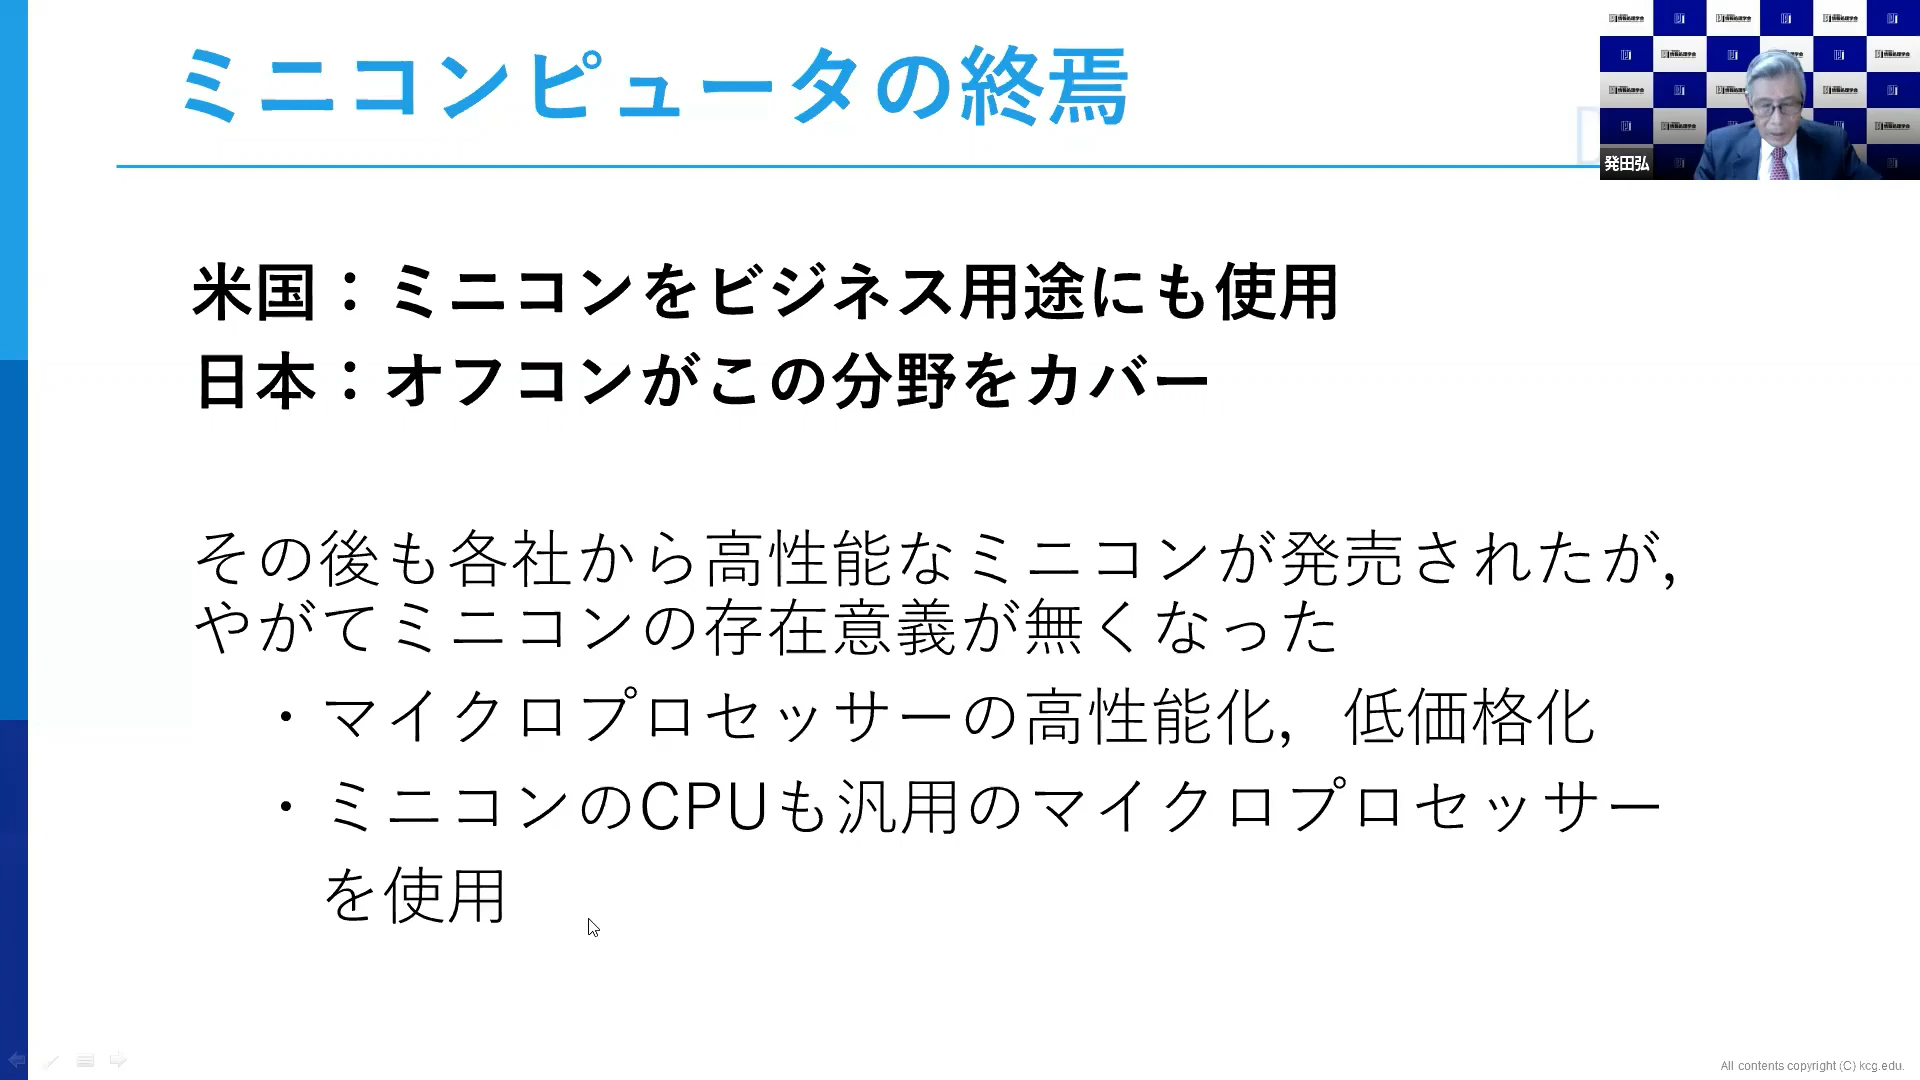 ミニコンピュータの終焉
発田弘
米国：ミニコンをビジネス用途にも使用
日本：オフコンがこの分野をカバー
その後も各社から高性能なミニコンが発売されたが,
やがてミニコンの存在意義が無くなった
・マイクロプロセッサーの高性能化, 低価格化
・ミニコンのCPUも汎用のマイクロプロセッサー
を使用
All contents copyright (C) kcg.edu.